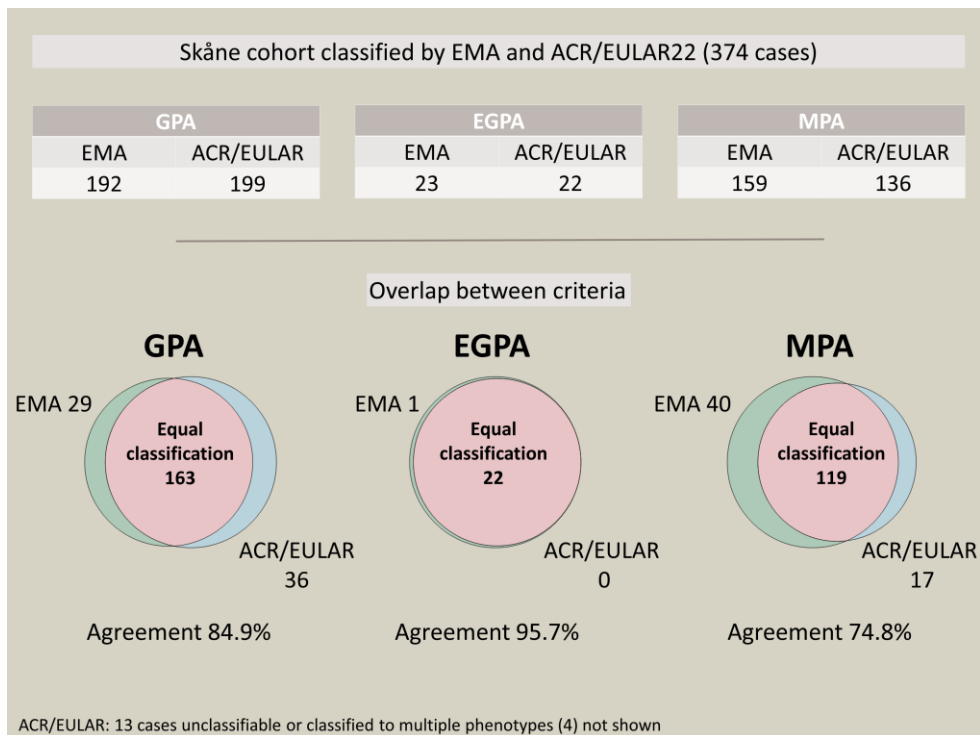 Skåne cohort classified by EMA and ACR/EULAR22 (374 cases)
GPA
EMA ACR/EULAR
192 199
EGPA
EMA ACR/EULAR
23 22
MPA
EMA ACR/EULAR
159 136
Overlap between criteria
GPA
EMA 29
Equal
classification
163
ACR/EULAR
36
Agreement 84.9%
EGPA
EMA 1
Equal
classification
22
ACR/EULAR
0
Agreement 95.7%
MPA
EMA 40
Equal
classification
119
ACR/EULAR
17
Agreement 74.8%
ACR/EULAR: 13 cases unclassifiable or classified to multiple phenotypes (4) not shown